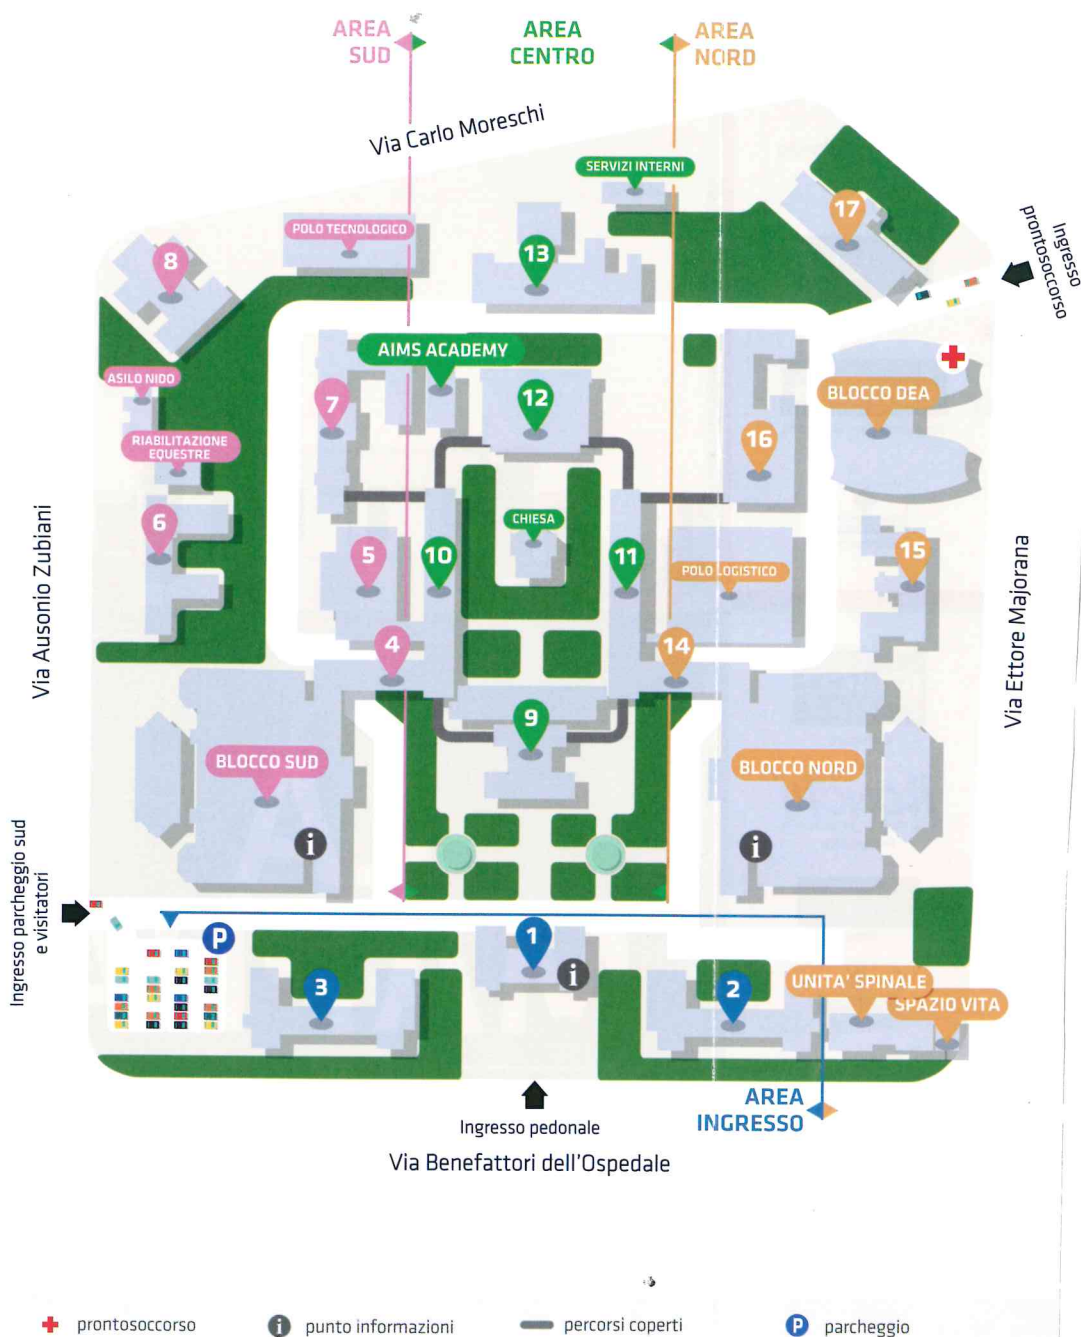 AREA
SUD
AREA
CENTRO
AREA
NORD
Via Carlo Moreschi
SERVIZI INTERNI
17
POLO TECNOLOGICO
13
8
Ingresso
prontosoccorso
AIMS ACADEMY
ASILO NIDO
7
12
BLOCCO DEA
RIABILITAZIONE
EQUESTRE
16
6
CHIESA
5
10
11
15
POLO LOGISTICO
Via Ausonio Zubiani
Via Ettore Majorana
4
14
9
BLOCCO SUD
BLOCCO NORD
i
i
Ingresso parcheggio sud
e visitatori
P
1
i
3
2
UNITA' SPINALE
SPAZIO VITA
AREA
INGRESSO
Ingresso pedonale
Via Benefattori dell'Ospedale
prontosoccorso
i punto informazioni
percorsi coperti
P parcheggio